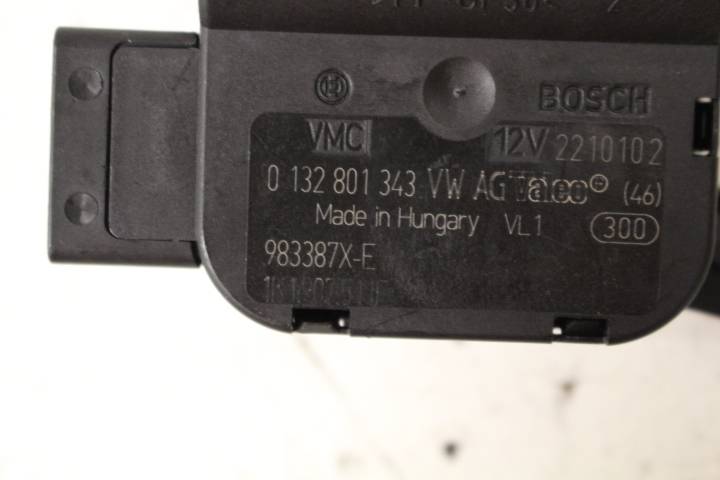 BOSCH
VMC 12V 2210102
0 132 801 343 VW AG Valeo (46)
Made in Hungary VL1 300
983387X-E